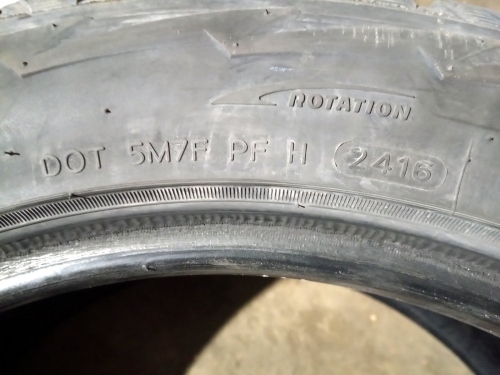 ROTATION
DOT 5M7F PF H 2416